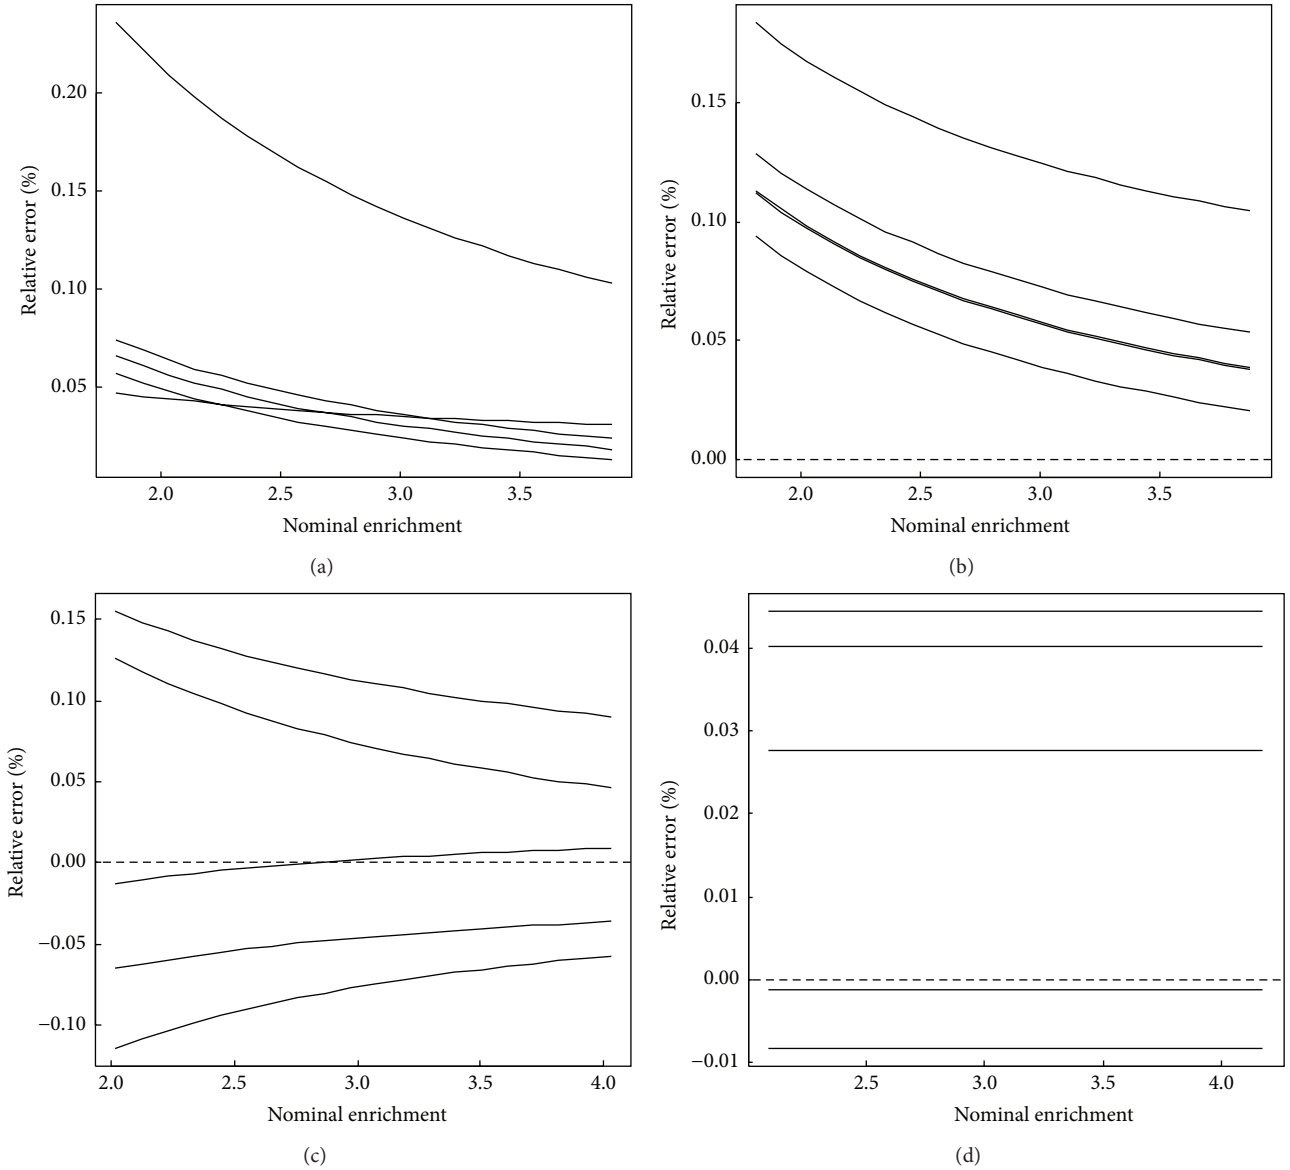 0.20
0.15
0.10
0.05
Relative error (%)
2.0 2.5 3.0 3.5
Nominal enrichment
(a)
0.15
0.10
0.05
0.00
Relative error (%)
2.0 2.5 3.0 3.5
Nominal enrichment
(b)
0.15
0.10
0.05
0.00
−0.05
−0.10
Relative error (%)
2.0 2.5 3.0 3.5 4.0
Nominal enrichment
(c)
0.04
0.03
0.02
0.01
0.00
−0.01
Relative error (%)
2.5 3.0 3.5 4.0
Nominal enrichment
(d)